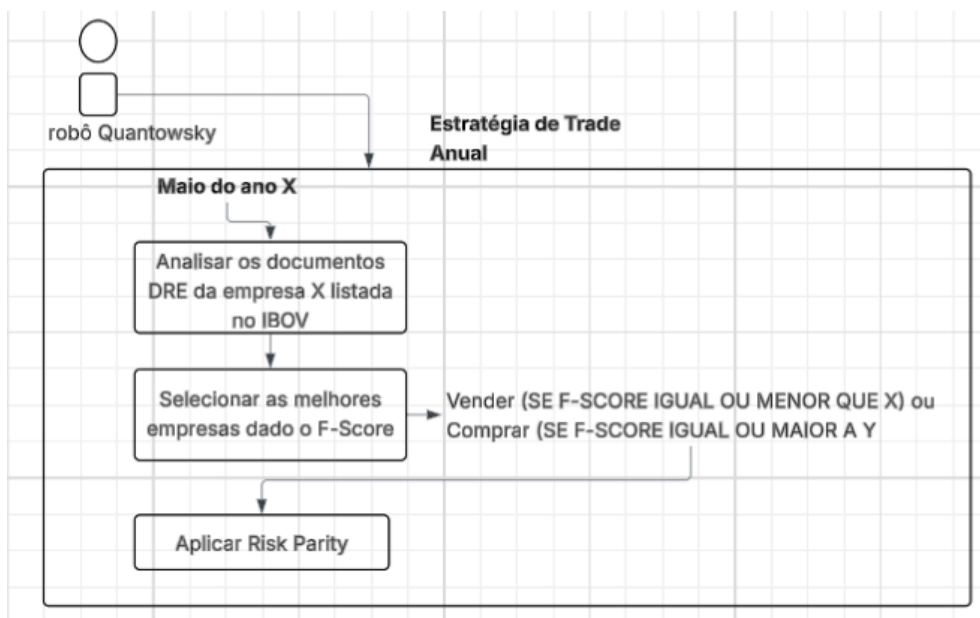 robô Quantowsky
Estratégia de Trade
Anual
Maio do ano X
Analisar os documentos
DRE da empresa X listada
no IBOV
Selecionar as melhores
empresas dado o F-Score
Vender (SE F-SCORE IGUAL OU MENOR QUE X) ou
Comprar (SE F-SCORE IGUAL OU MAIOR A Y
Aplicar Risk Parity